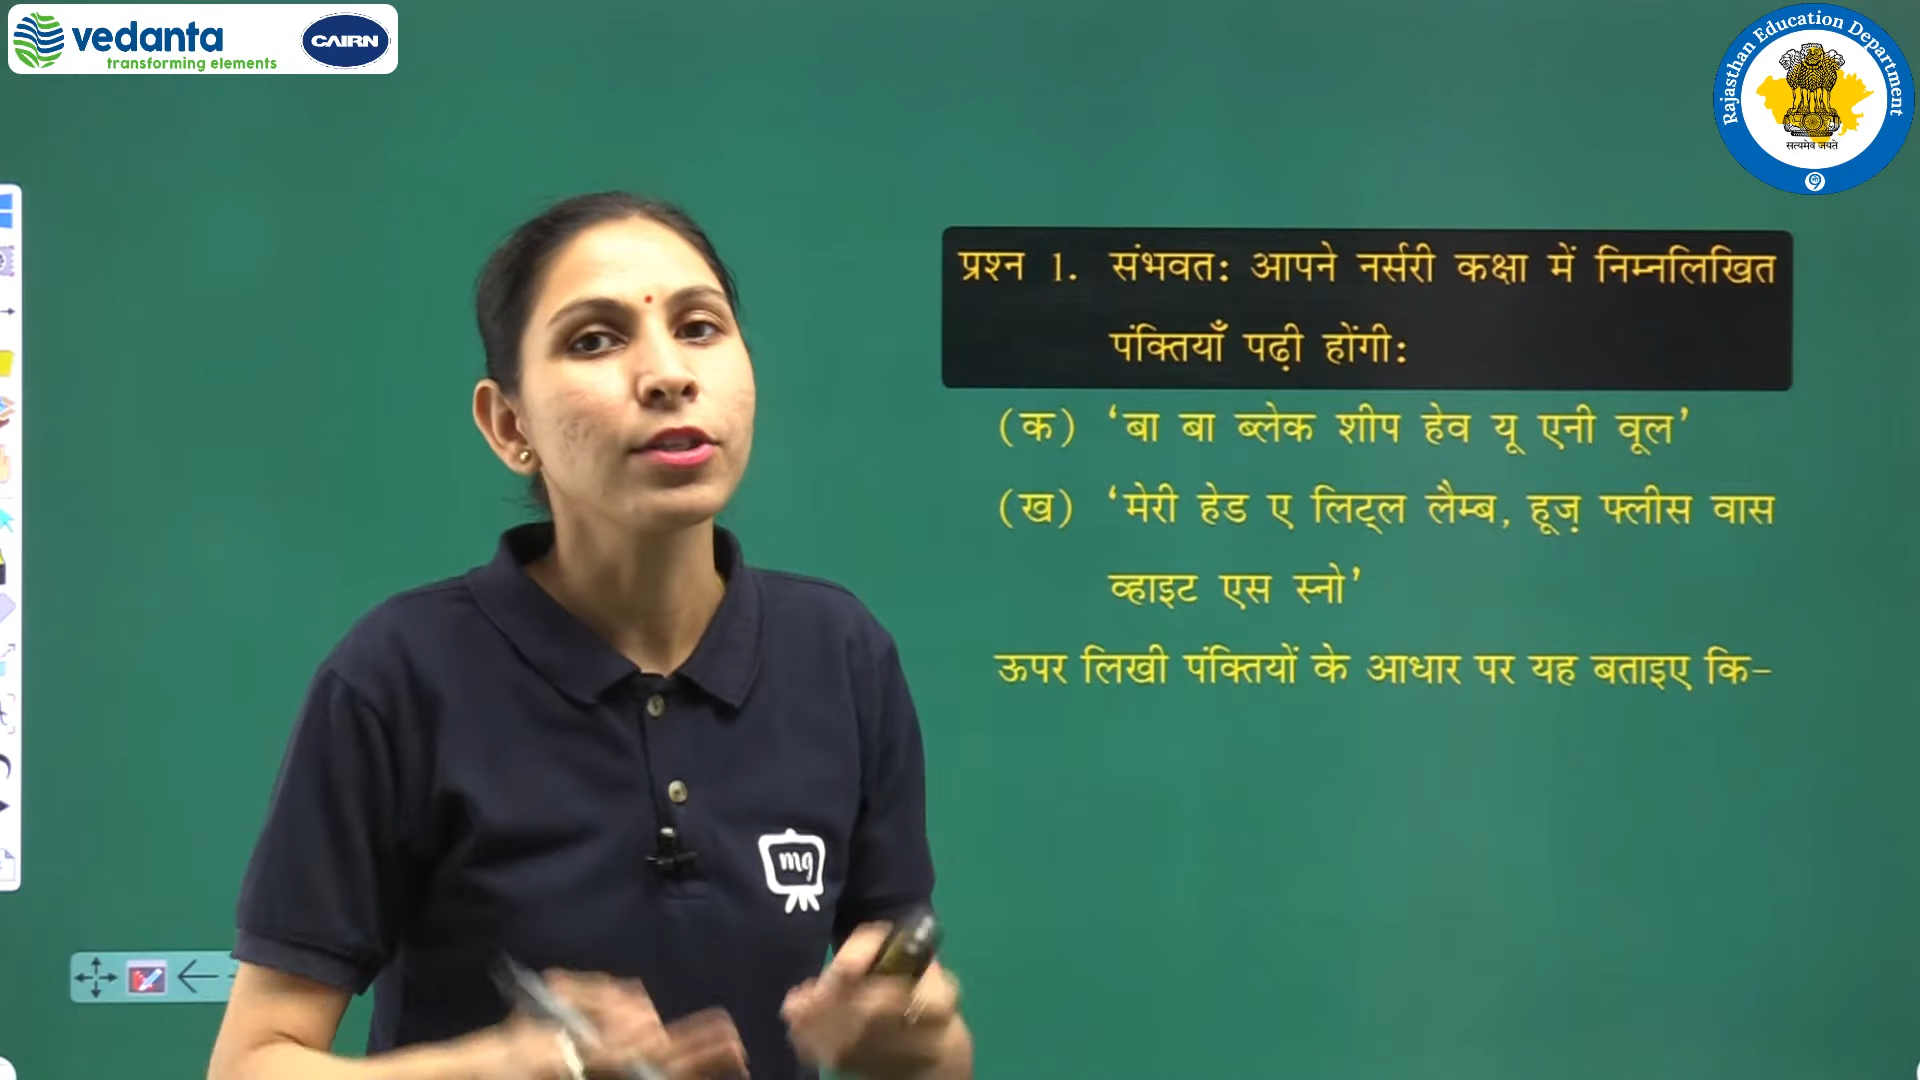 vedanta
transforming elements
CAIRN
Rajasthan Education Department
सत्यमेव जयते
प्रश्न 1. संभवतः आपने नर्सरी कक्षा में निम्नलिखित
पंक्तियाँ पढ़ी होंगी:
(क) ‘बा बा ब्लेक शीप हेव यू एनी वूल’
(ख) ‘मेरी हेड ए लिट्ल लैम्ब, हूज़ फ्लीस वास
व्हाइट एस स्नो’
ऊपर लिखी पंक्तियों के आधार पर यह बताइए कि–
mg